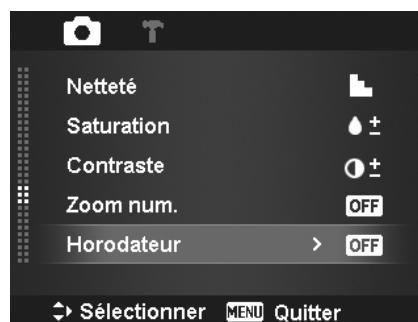 Netteté
Saturation
Contraste
Zoom num. OFF
Horodateur > OFF
Sélectionner MENU Quitter